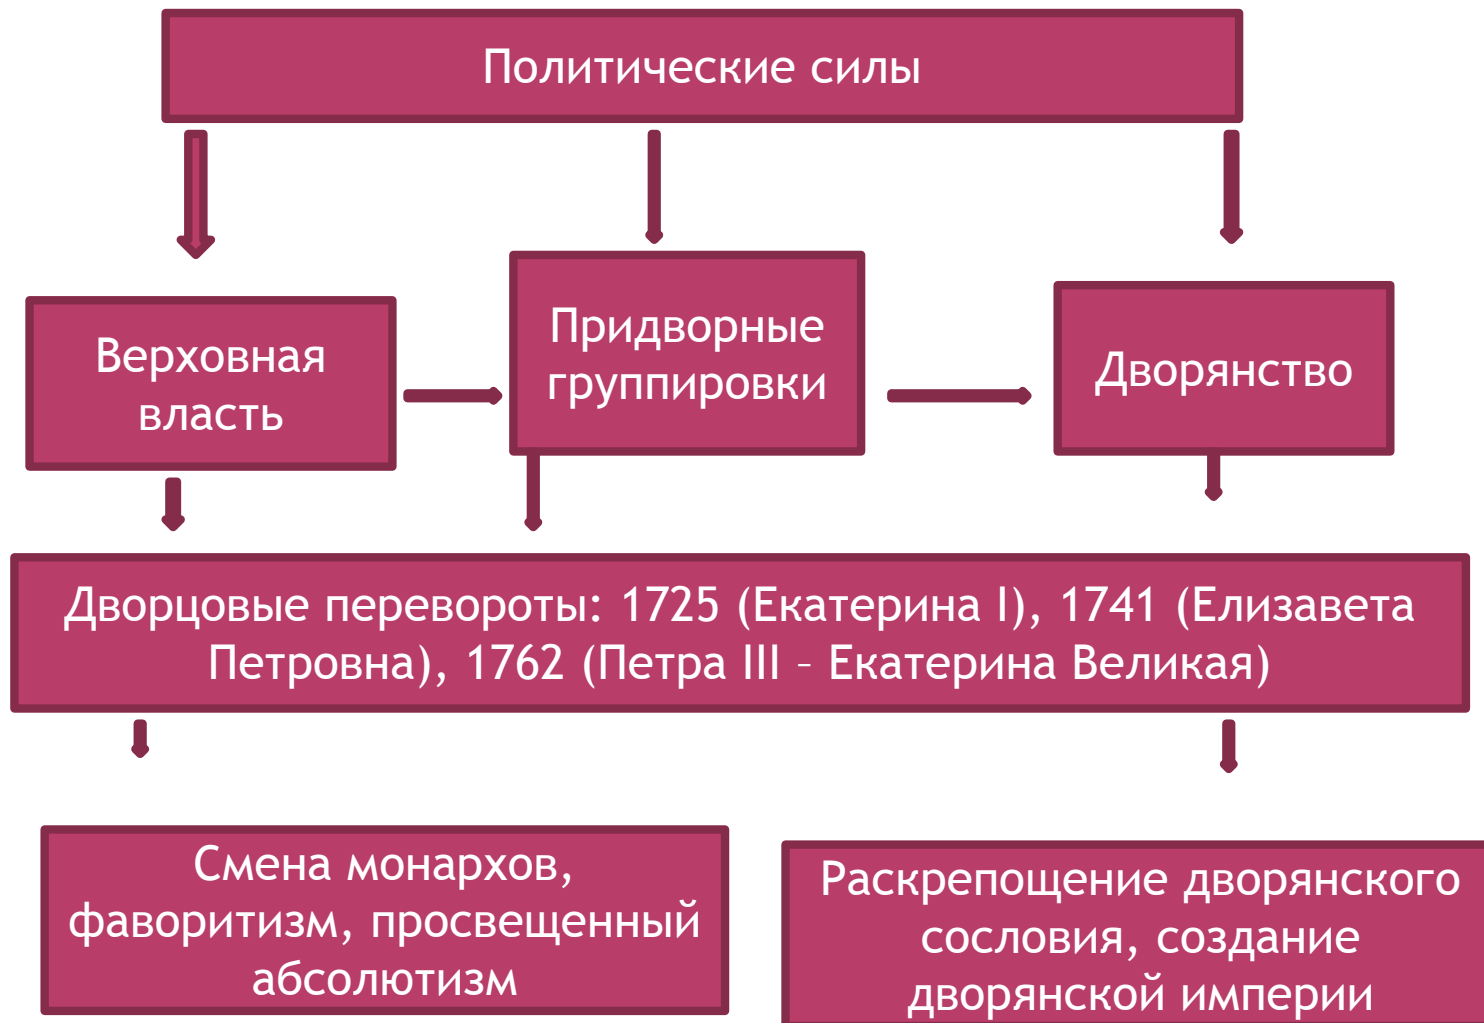 Политические силы
Верховная
власть
Придворные
группировки
Дворянство
Дворцовые перевороты: 1725 (Екатерина I), 1741 (Елизавета
Петровна), 1762 (Петра III – Екатерина Великая)
Смена монархов,
фаворитизм, просвещенный
абсолютизм
Раскрепощение дворянского
сословия, создание
дворянской империи